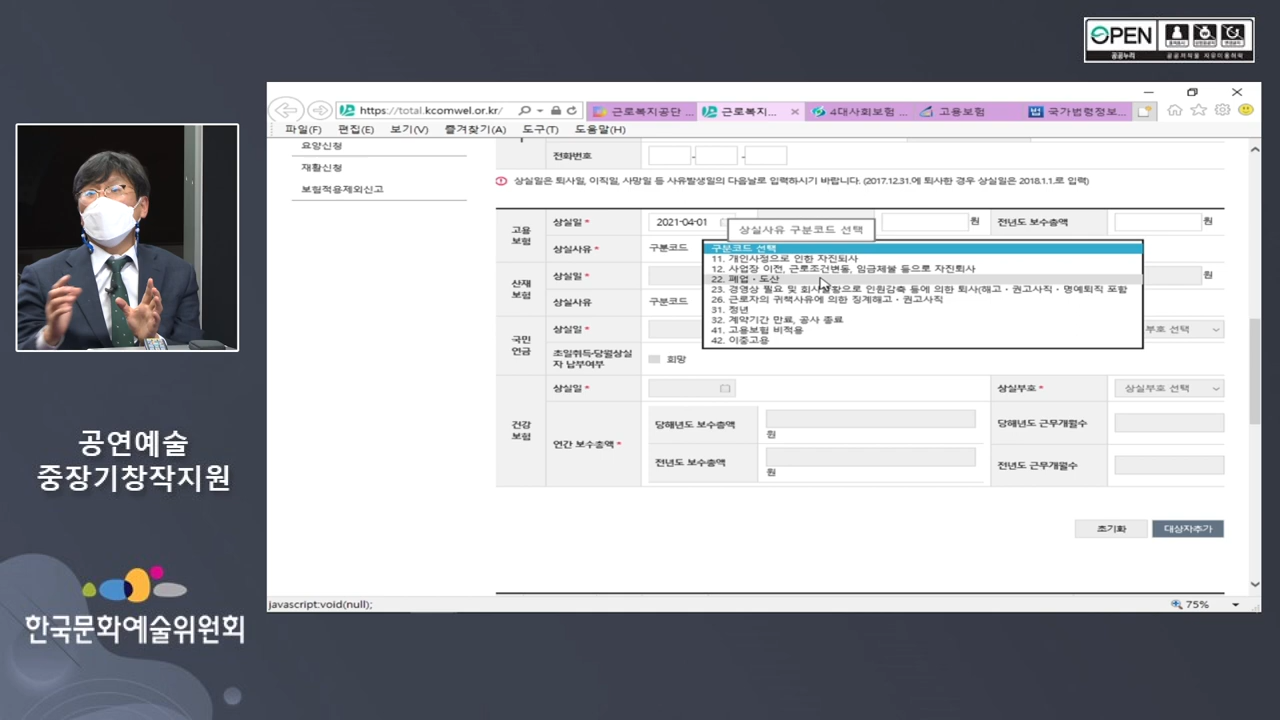 OPEN
공공누리
공공저작물 자유이용허락
https://total.kcomwel.or.kr/
근로복지공단 ...
근로복지...
4대사회보험 ...
고용보험
국가법령정보...
파일(F) 편집(E) 보기(V) 즐겨찾기(A) 도구(T) 도움말(H)
요양신청
재활신청
보험적용제외신고
전화번호 - -
상실일은 퇴사일, 이직일, 사망일 등 사유발생일의 다음날로 입력하시기 바랍니다. (2017.12.31.에 퇴사한 경우 상실일은 2018.1.1.로 입력)
고용
보험
상실일 * 2021-04-01 원 전년도 보수총액 원
상실사유 구분코드 선택
상실사유 * 구분코드
구분코드 선택
11. 개인사정으로 인한 자진퇴사
12. 사업장 이전, 근로조건변동, 임금체불 등으로 자진퇴사
22. 폐업ㆍ도산
23. 경영상 필요 및 회사불황으로 인원감축 등에 의한 퇴사(해고ㆍ권고사직ㆍ명예퇴직 포함
26. 근로자의 귀책사유에 의한 징계해고ㆍ권고사직
31. 정년
32. 계약기간 만료, 공사 종료
41. 고용보험 비적용
42. 이중고용
산재
보험
상실일 * 원
상실사유 구분코드
국민
연금
상실일 * 부호 선택
초일취득·당월상실
자 납부여부
희망
건강
보험
상실일 * 상실부호 * 상실부호 선택
연간 보수총액 *
당해년도 보수총액 원 당해년도 근무개월수
전년도 보수총액 원 전년도 근무개월수
초기화 대상자추가
javascript:void(null);
75%
공연예술
중장기창작지원
한국문화예술위원회